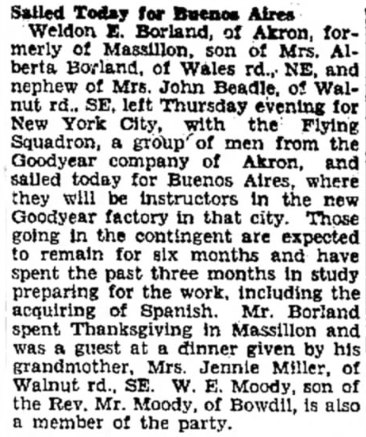 Sailed Today for Buenos Aires
Weldon E. Borland, of Akron, for-
merly of Massillon, son of Mrs. Al-
berta Borland, of Wales rd., NE, and
nephew of Mrs. John Beadle, of Wal-
nut rd., SE, left Thursday evening for
New York City, with the Flying
Squadron, a group of men from the
Goodyear company of Akron, and
sailed today for Buenos Aires, where
they will be instructors in the new
Goodyear factory in that city. Those
going in the contingent are expected
to remain for six months and have
spent the past three months in study
preparing for the work, including the
acquiring of Spanish. Mr. Borland
spent Thanksgiving in Massillon and
was a guest at a dinner given by his
grandmother, Mrs. Jennie Miller, of
Walnut rd., SE. W. E. Moody, son of
the Rev. Mr. Moody, of Bowdil, is also
a member of the party.